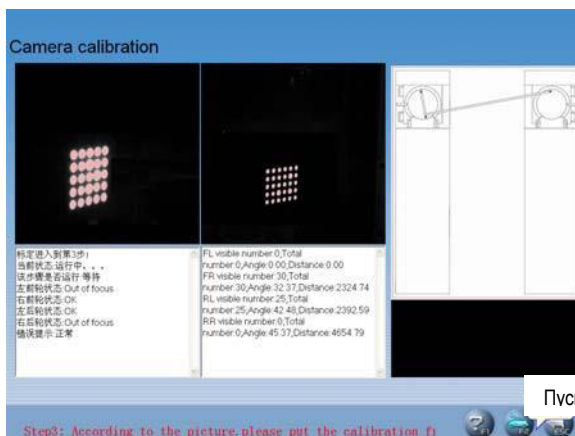 Camera calibration
标定进入到第3步!
当前状态:运行中。。。
该步骤是否运行:等待
左前轮状态:Out of focus
右前轮状态:OK
左后轮状态:OK
右后轮状态:Out of focus
错误提示:正常
FL visible number:0,Total
number:0,Angle:0.00,Distance:0.00
FR visible number:30,Total
number:30,Angle:32.37,Distance:2324.74
RL visible number:25,Total
number:25,Angle:42.48,Distance:2392.59
RR visible number:0,Total
number:0,Angle:45.37,Distance:4654.79
Пуск
Step3: According to the picture,please put the calibration f
F1
F2
ESC